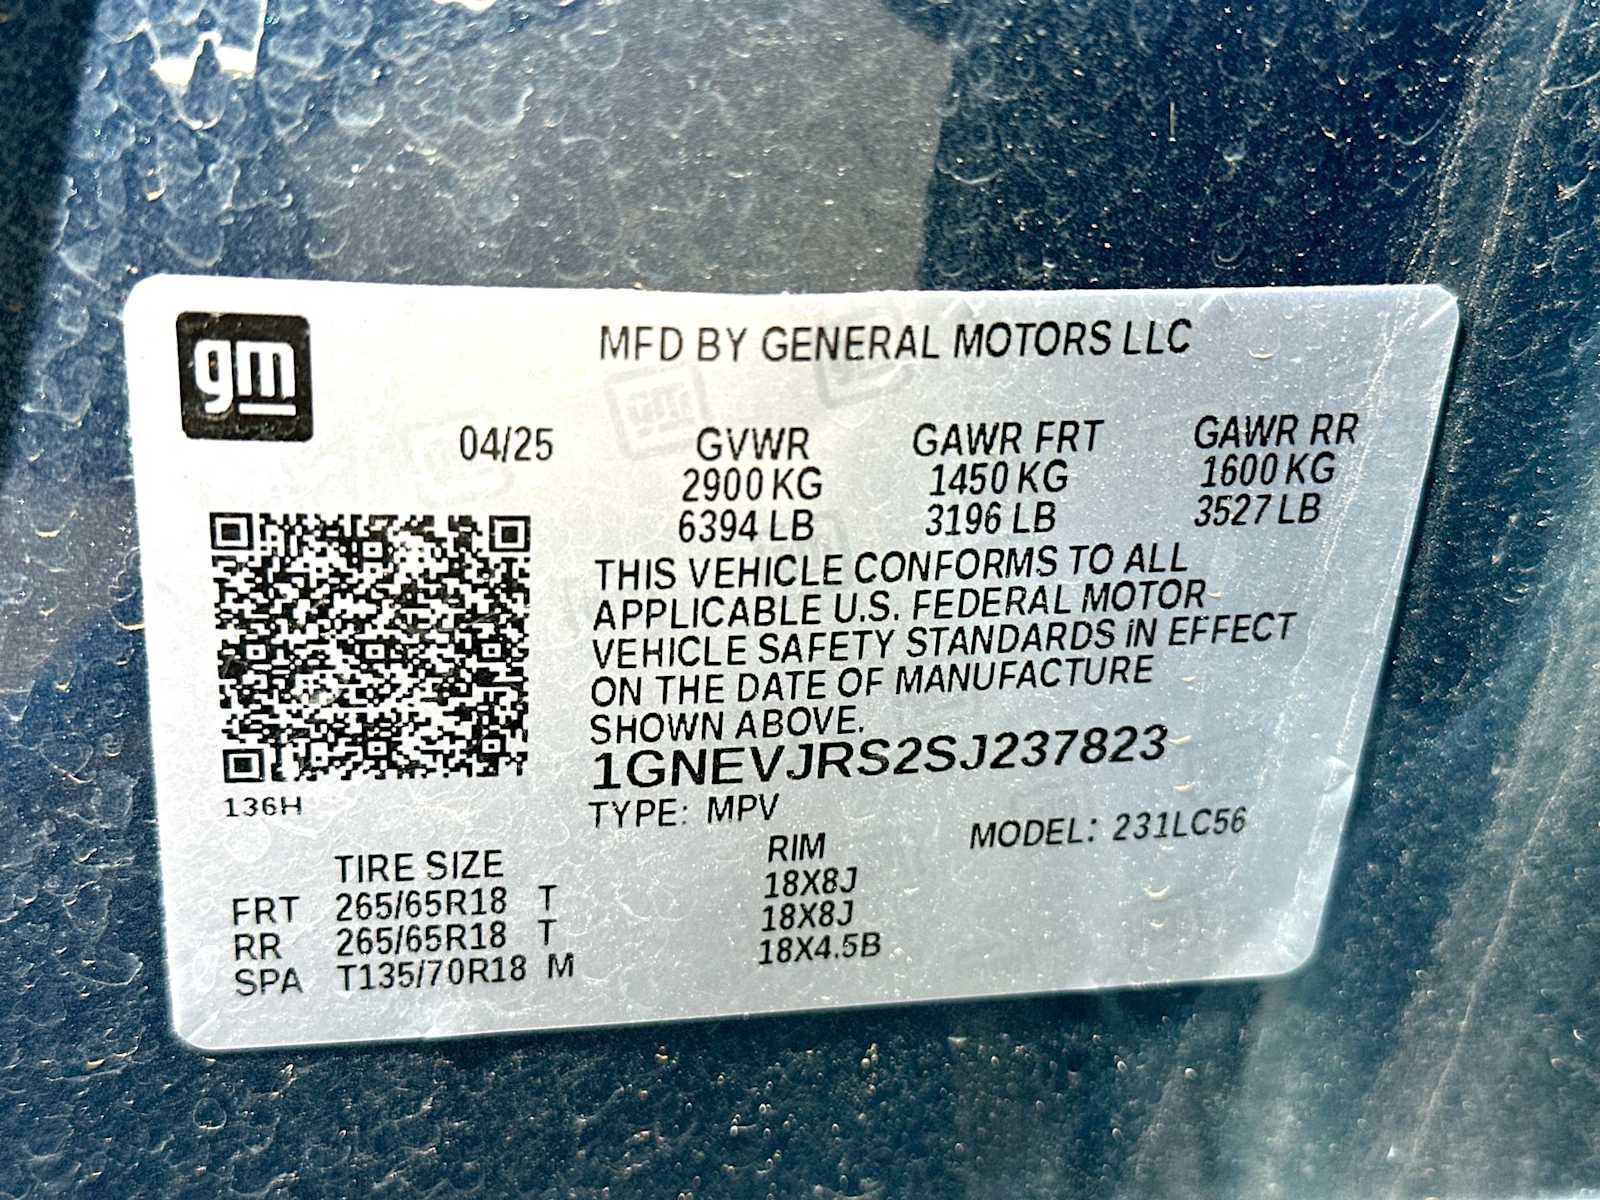 gm
MFD BY GENERAL MOTORS LLC
04/25
GVWR GAWR FRT GAWR RR
2900 KG 1450 KG 1600 KG
6394 LB 3196 LB 3527 LB
THIS VEHICLE CONFORMS TO ALL
APPLICABLE U.S. FEDERAL MOTOR
VEHICLE SAFETY STANDARDS IN EFFECT
ON THE DATE OF MANUFACTURE
SHOWN ABOVE.
1GNEVJRS2SJ237823
136H
TYPE: MPV MODEL: 231LC56
TIRE SIZE RIM
FRT 265/65R18 T 18X8J
RR 265/65R18 T 18X8J
SPA T135/70R18 M 18X4.5B